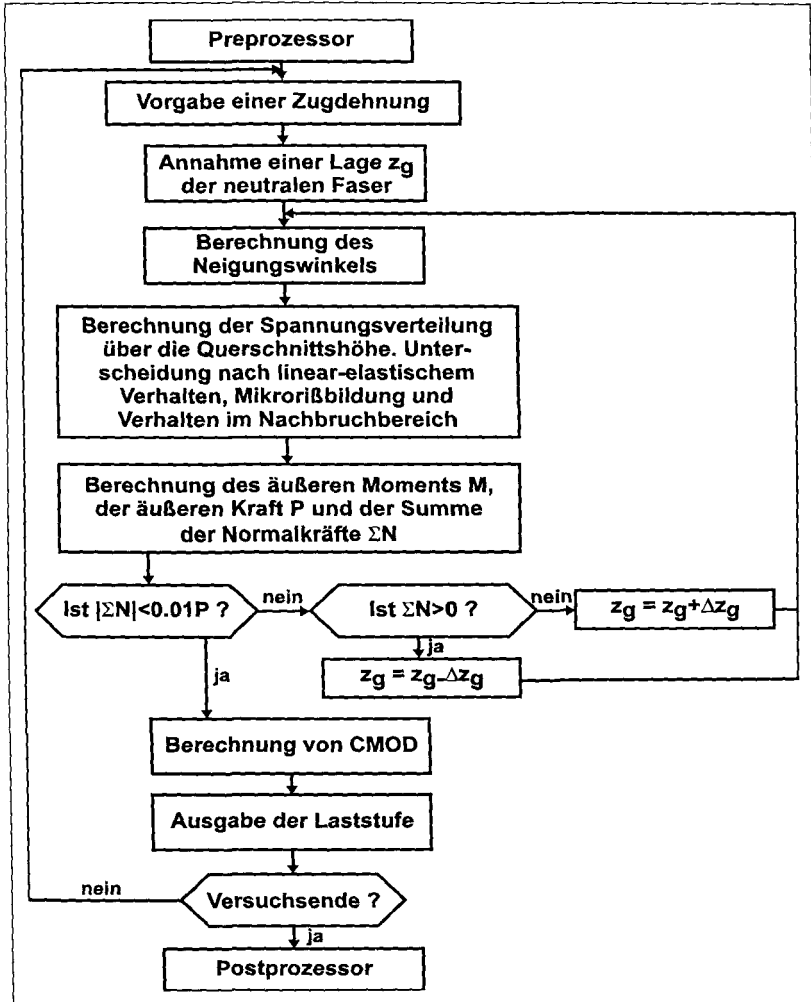 Preprozessor
Vorgabe einer Zugdehnung
Annahme einer Lage zg
der neutralen Faser
Berechnung des
Neigungswinkels
Berechnung der Spannungsverteilung
über die Querschnittshöhe. Unter-
scheidung nach linear-elastischem
Verhalten, Mikrorißbildung und
Verhalten im Nachbruchbereich
Berechnung des äußeren Moments M,
der äußeren Kraft P und der Summe
der Normalkräfte ΣN
Ist |ΣN|<0.01P ?
nein
Ist ΣN>0 ?
nein
zg = zg+Δzg
ja
ja
zg = zg-Δzg
Berechnung von CMOD
Ausgabe der Laststufe
nein
Versuchsende ?
ja
Postprozessor